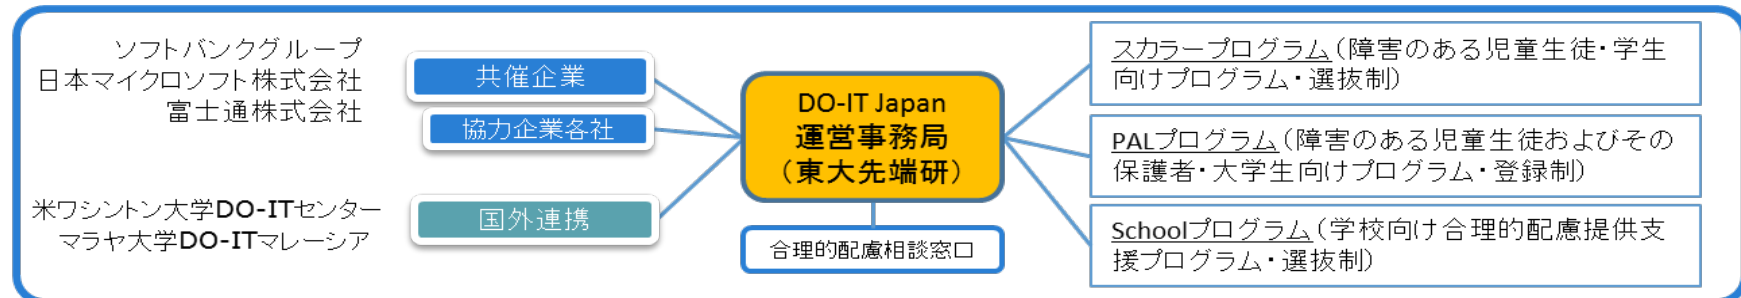 ソフトバンクグループ
日本マイクロソフト株式会社
富士通株式会社
共催企業
協力企業各社
米ワシントン大学DO-ITセンター
マラヤ大学DO-ITマレーシア
国外連携
DO-IT Japan
運営事務局
（東大先端研）
合理的配慮相談窓口
スカラープログラム（障害のある児童生徒・学生
向けプログラム・選抜制）
PALプログラム（障害のある児童生徒およびその
保護者・大学生向けプログラム・登録制）
Schoolプログラム（学校向け合理的配慮提供支
援プログラム・選抜制）